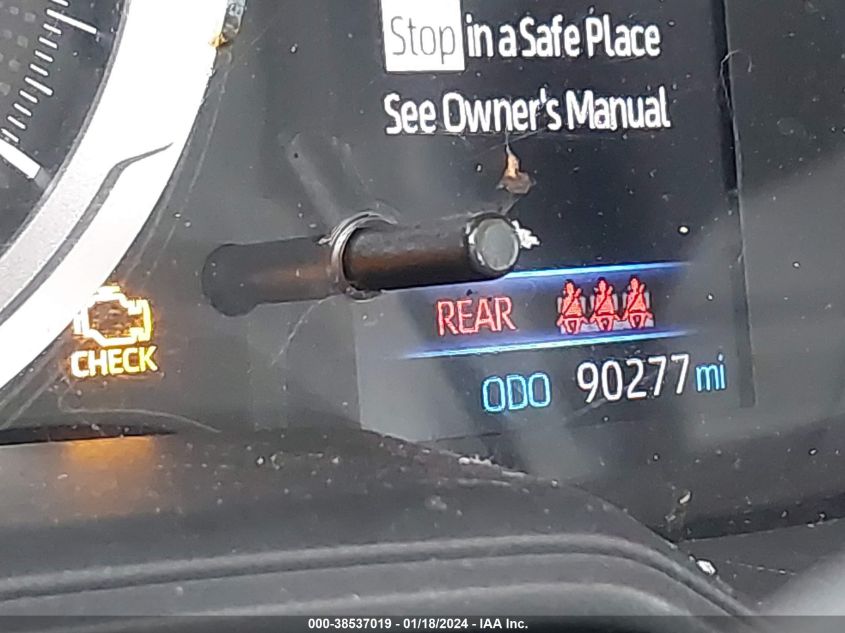 Stop in a Safe Place
See Owner's Manual
REAR
CHECK
ODO 90277 mi
000-38537019 - 01/18/2024 - IAA Inc.